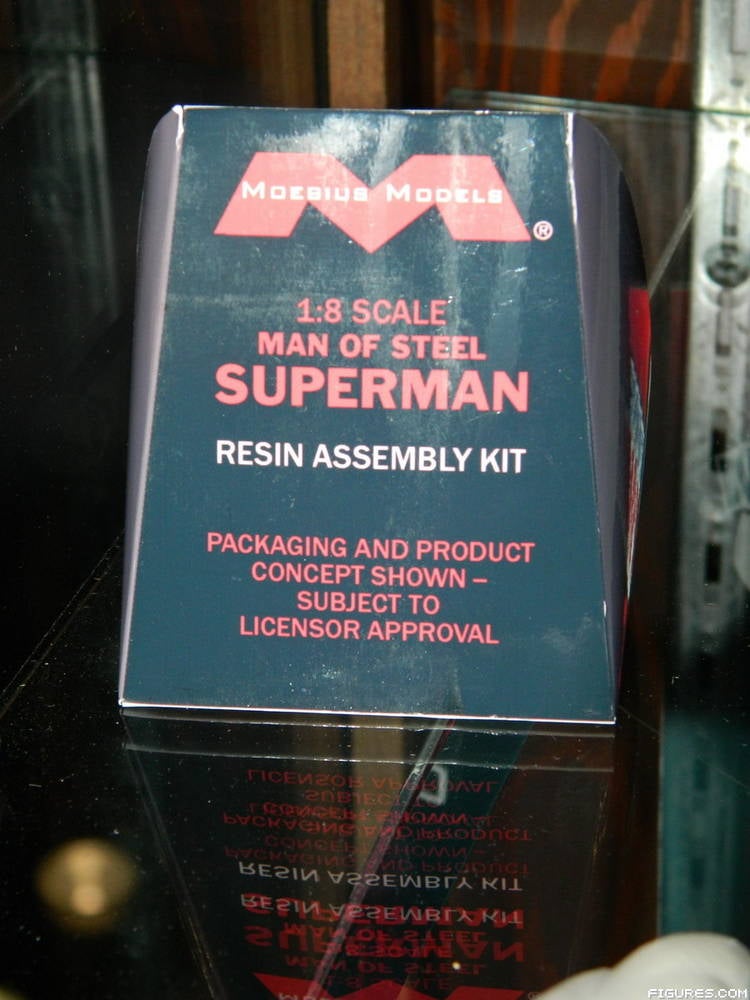 MOEBIUS MODELS
®
1:8 SCALE
MAN OF STEEL
SUPERMAN
RESIN ASSEMBLY KIT
PACKAGING AND PRODUCT
CONCEPT SHOWN –
SUBJECT TO
LICENSOR APPROVAL
FIGURES.COM